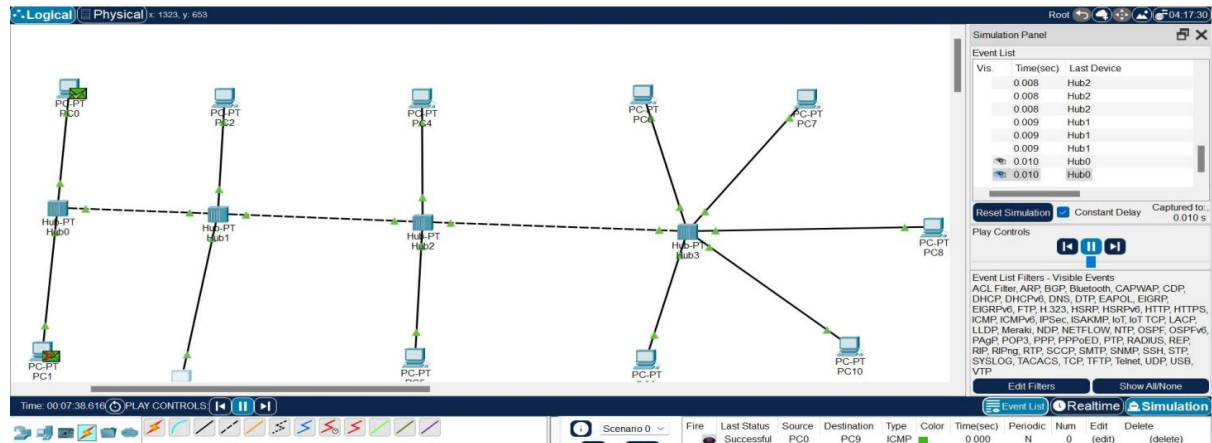 Logical Physical x: 1323, y: 653 Root 04:17:30
Simulation Panel
Event List
Vis. Time(sec) Last Device
0.008 Hub2
0.008 Hub2
0.008 Hub2
0.009 Hub1
0.009 Hub1
0.009 Hub1
0.010 Hub0
0.010 Hub0
Reset Simulation Constant Delay Captured to:
0.010 s
Play Controls
Event List Filters - Visible Events
ACL Filter, ARP, BGP, Bluetooth, CAPWAP, CDP,
DHCP, DHCPv6, DNS, DTP, EAPOL, EIGRP,
EIGRPv6, FTP, H.323, HSRP, HSRPv6, HTTP, HTTPS,
ICMP, ICMPv6, IPSec, ISAKMP, IoT, IoT TCP, LACP,
LLDP, Meraki, NDP, NETFLOW, NTP, OSPF, OSPFv6,
PAgP, POP3, PPP, PPPoED, PTP, RADIUS, REP,
RIP, RIPng, RTP, SCCP, SMTP, SNMP, SSH, STP,
SYSLOG, TACACS, TCP, TFTP, Telnet, UDP, USB,
VTP
Edit Filters Show All/None
PC-PT
PC0
PC-PT
PC2
PC-PT
PC4
PC-PT
PC-PT
PC7
Hub-PT
Hub0
Hub-PT
Hub1
Hub-PT
Hub2
Hub-PT
Hub3
PC-PT
PC8
PC-PT
PC1
PC-PT
PC-PT
PC-PT
PC10
Time: 00:07:38.616 PLAY CONTROLS: Event List Realtime Simulation
Scenario 0 Fire Last Status Source Destination Type Color Time(sec) Periodic Num Edit Delete
Successful PC0 PC9 ICMP 0.000 N 0 (edit) (delete)